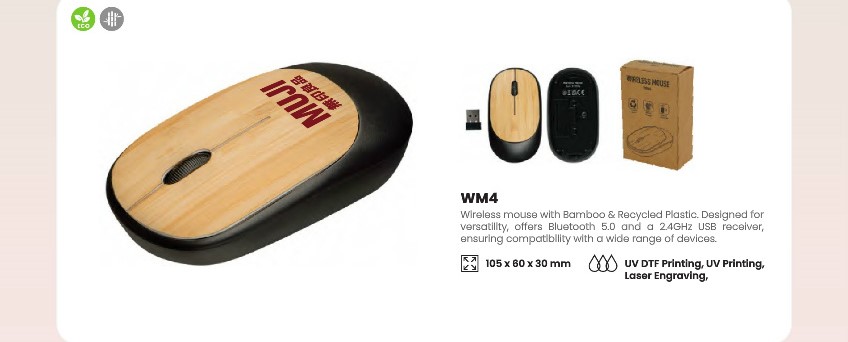 ECO
MUJI
無印良品
WIRELESS MOUSE
WM4
Wireless mouse with Bamboo & Recycled Plastic. Designed for
versatility, offers Bluetooth 5.0 and a 2.4GHz USB receiver,
ensuring compatibility with a wide range of devices.
105 x 60 x 30 mm
UV DTF Printing, UV Printing,
Laser Engraving,